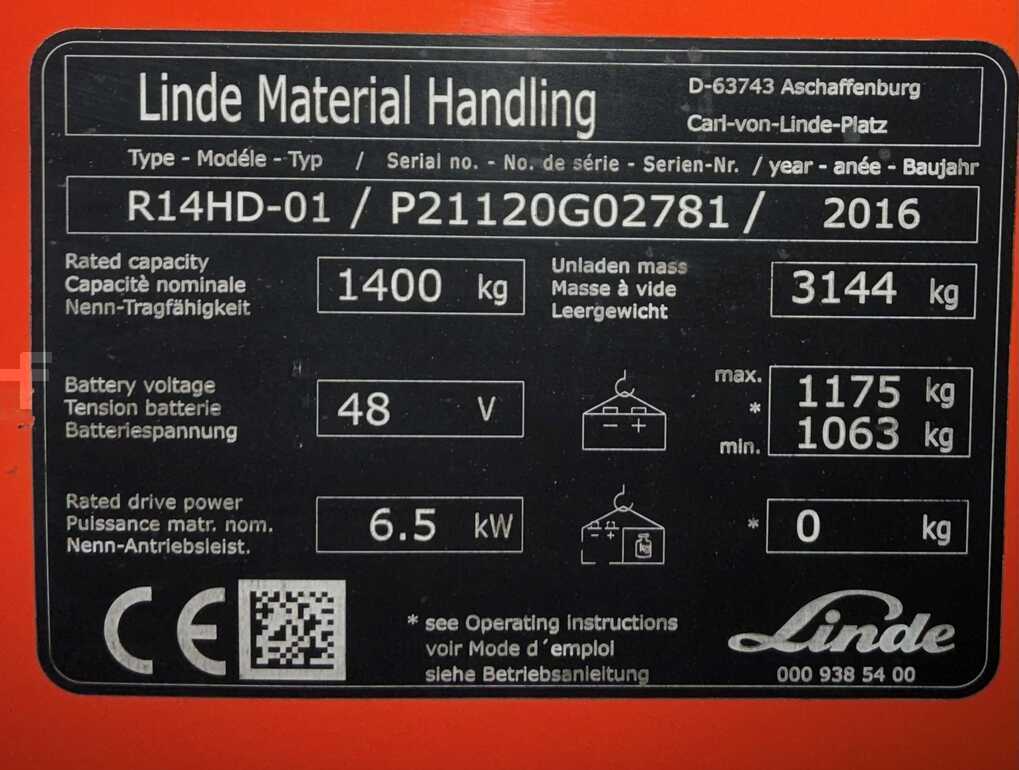 Linde Material Handling
D-63743 Aschaffenburg
Carl-von-Linde-Platz
Type - Modéle - Typ / Serial no. - No. de série - Serien-Nr. / year - anée - Baujahr
R14HD-01 / P21120G02781 / 2016
Rated capacity
Capacitè nominale
Nenn-Tragfähigkeit
1400 kg
Unladen mass
Masse à vide
Leergewicht
3144 kg
Battery voltage
Tension batterie
Batteriespannung
48 V
- +
max.
*
min.
1175 kg
1063 kg
Rated drive power
Puissance matr. nom.
Nenn-Antriebsleist.
6.5 kW
- +
kg
* 0 kg
CE
* see Operating instructions
voir Mode d´emploi
siehe Betriebsanleitung
Linde
000 938 54 00
F